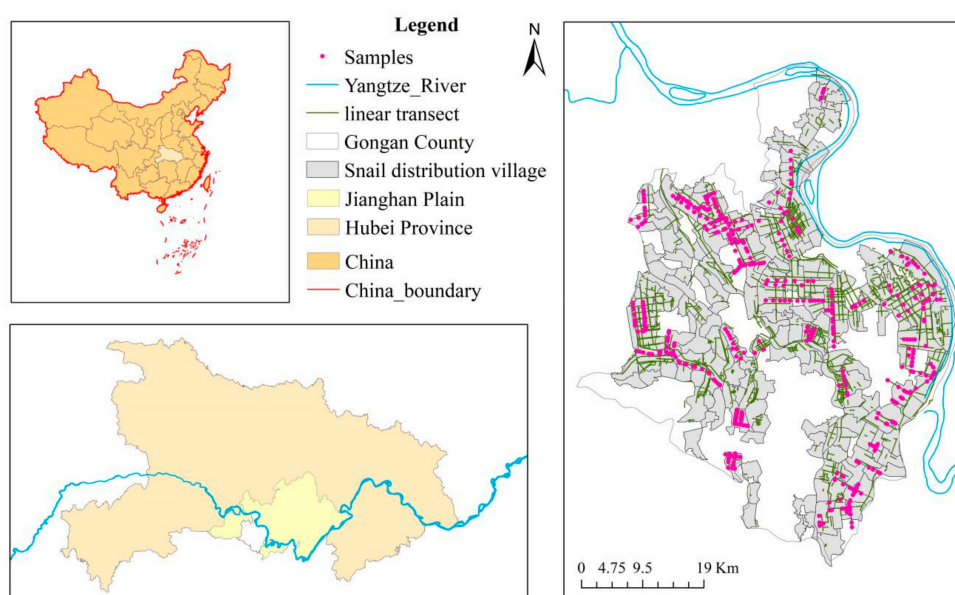 Legend
Samples
Yangtze_River
linear transect
Gongan County
Snail distribution village
Jianghan Plain
Hubei Province
China
China_boundary
N
0 4.75 9.5 19 Km